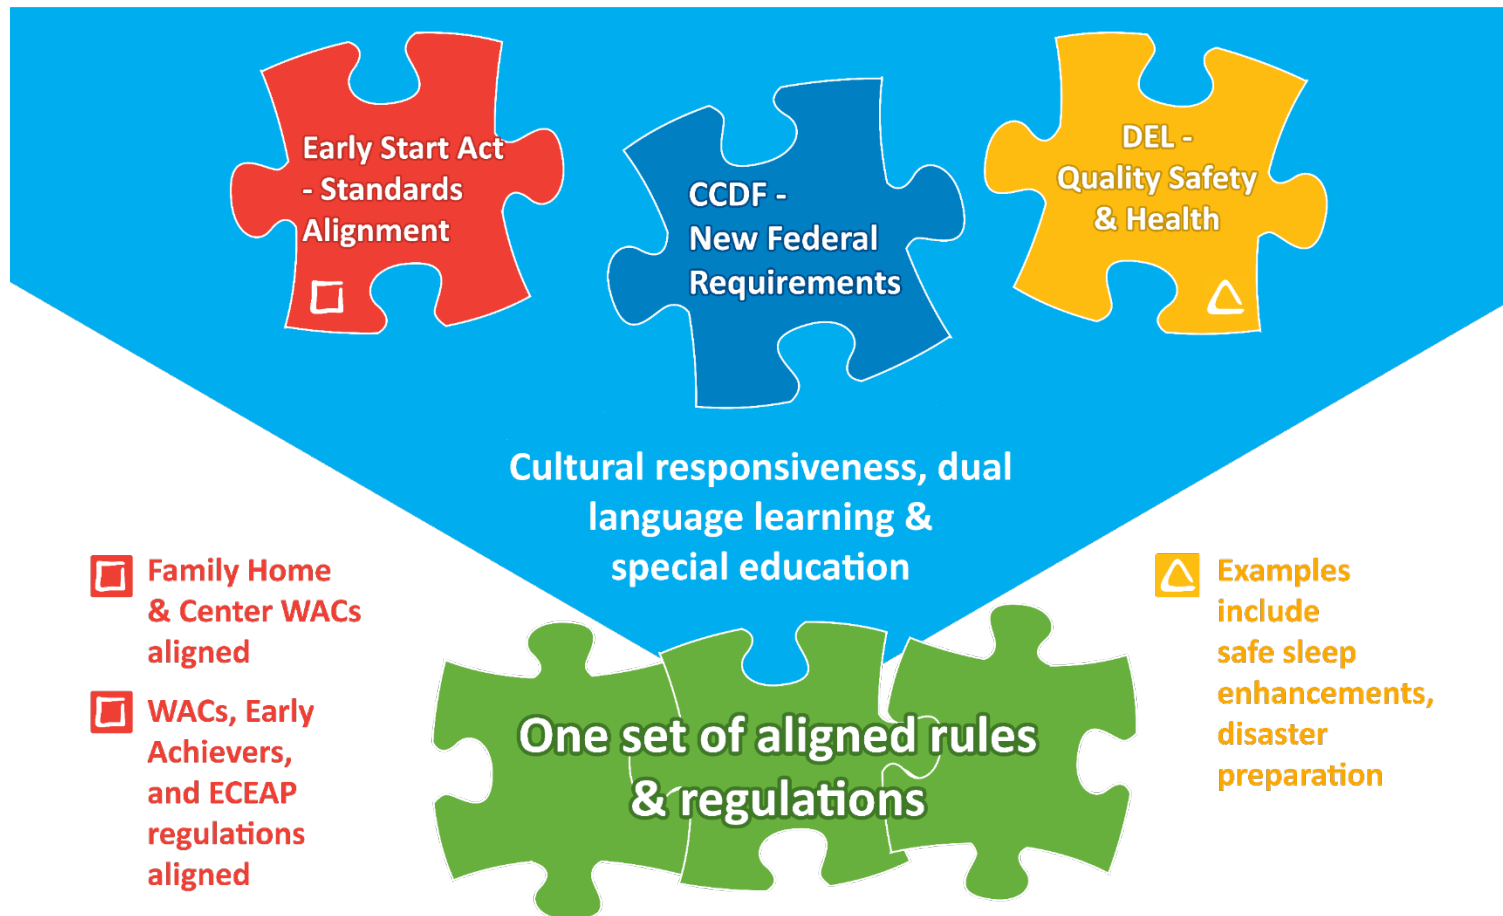 Early Start Act
- Standards
Alignment
CCDF -
New Federal
Requirements
DEL -
Quality Safety
& Health
Cultural responsiveness, dual
language learning &
special education
Family Home
& Center WACs
aligned
WACs, Early
Achievers,
and ECEAP
regulations
aligned
Examples
include
safe sleep
enhancements,
disaster
preparation
One set of aligned rules
& regulations